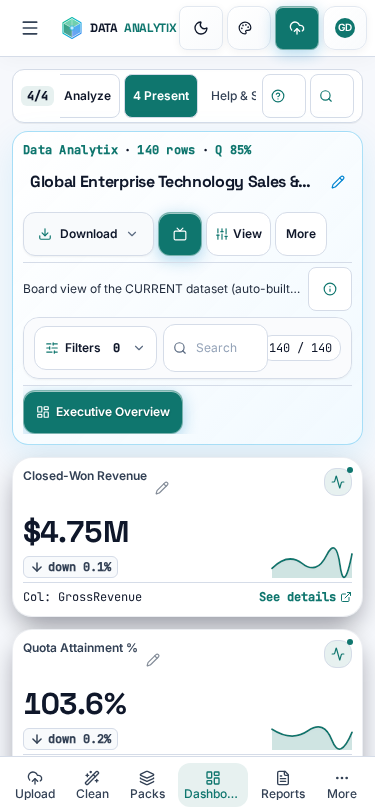 DATA ANALYTIX
GD
4/4 Analyze 4 Present Help & S
Data Analytix · 140 rows · Q 85%
Global Enterprise Technology Sales &...
Download View More
Board view of the CURRENT dataset (auto-built...
Filters 0 Search 140 / 140
Executive Overview
Closed-Won Revenue
$4.75M
↓ down 0.1%
Col: GrossRevenue See details
Quota Attainment %
103.6%
↓ down 0.2%
Upload Clean Packs Dashbo... Reports More